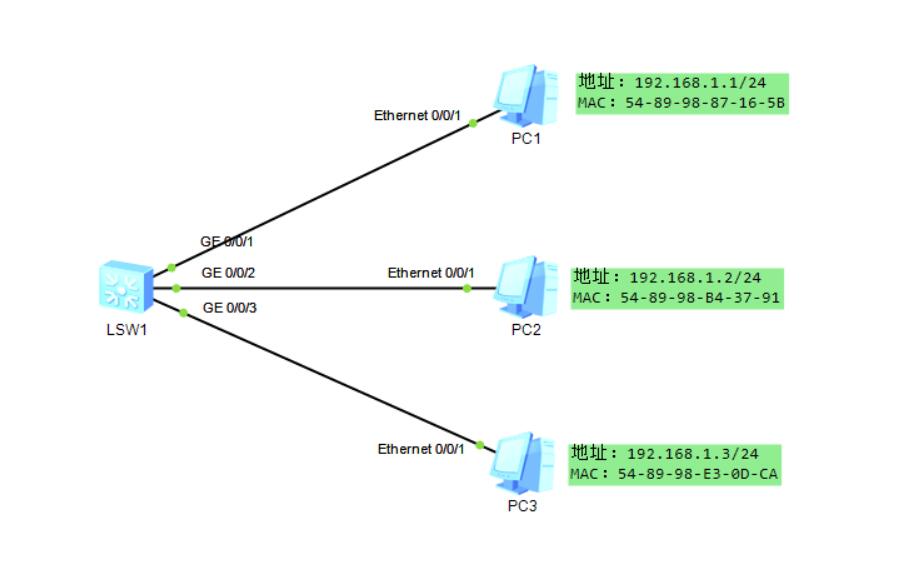 地址: 192.168.1.1/24
MAC: 54-89-98-87-16-5B
Ethernet 0/0/1
PC1
GE 0/0/1
GE 0/0/2
Ethernet 0/0/1
地址: 192.168.1.2/24
MAC: 54-89-98-B4-37-91
GE 0/0/3
LSW1
PC2
Ethernet 0/0/1
地址: 192.168.1.3/24
MAC: 54-89-98-E3-0D-CA
PC3